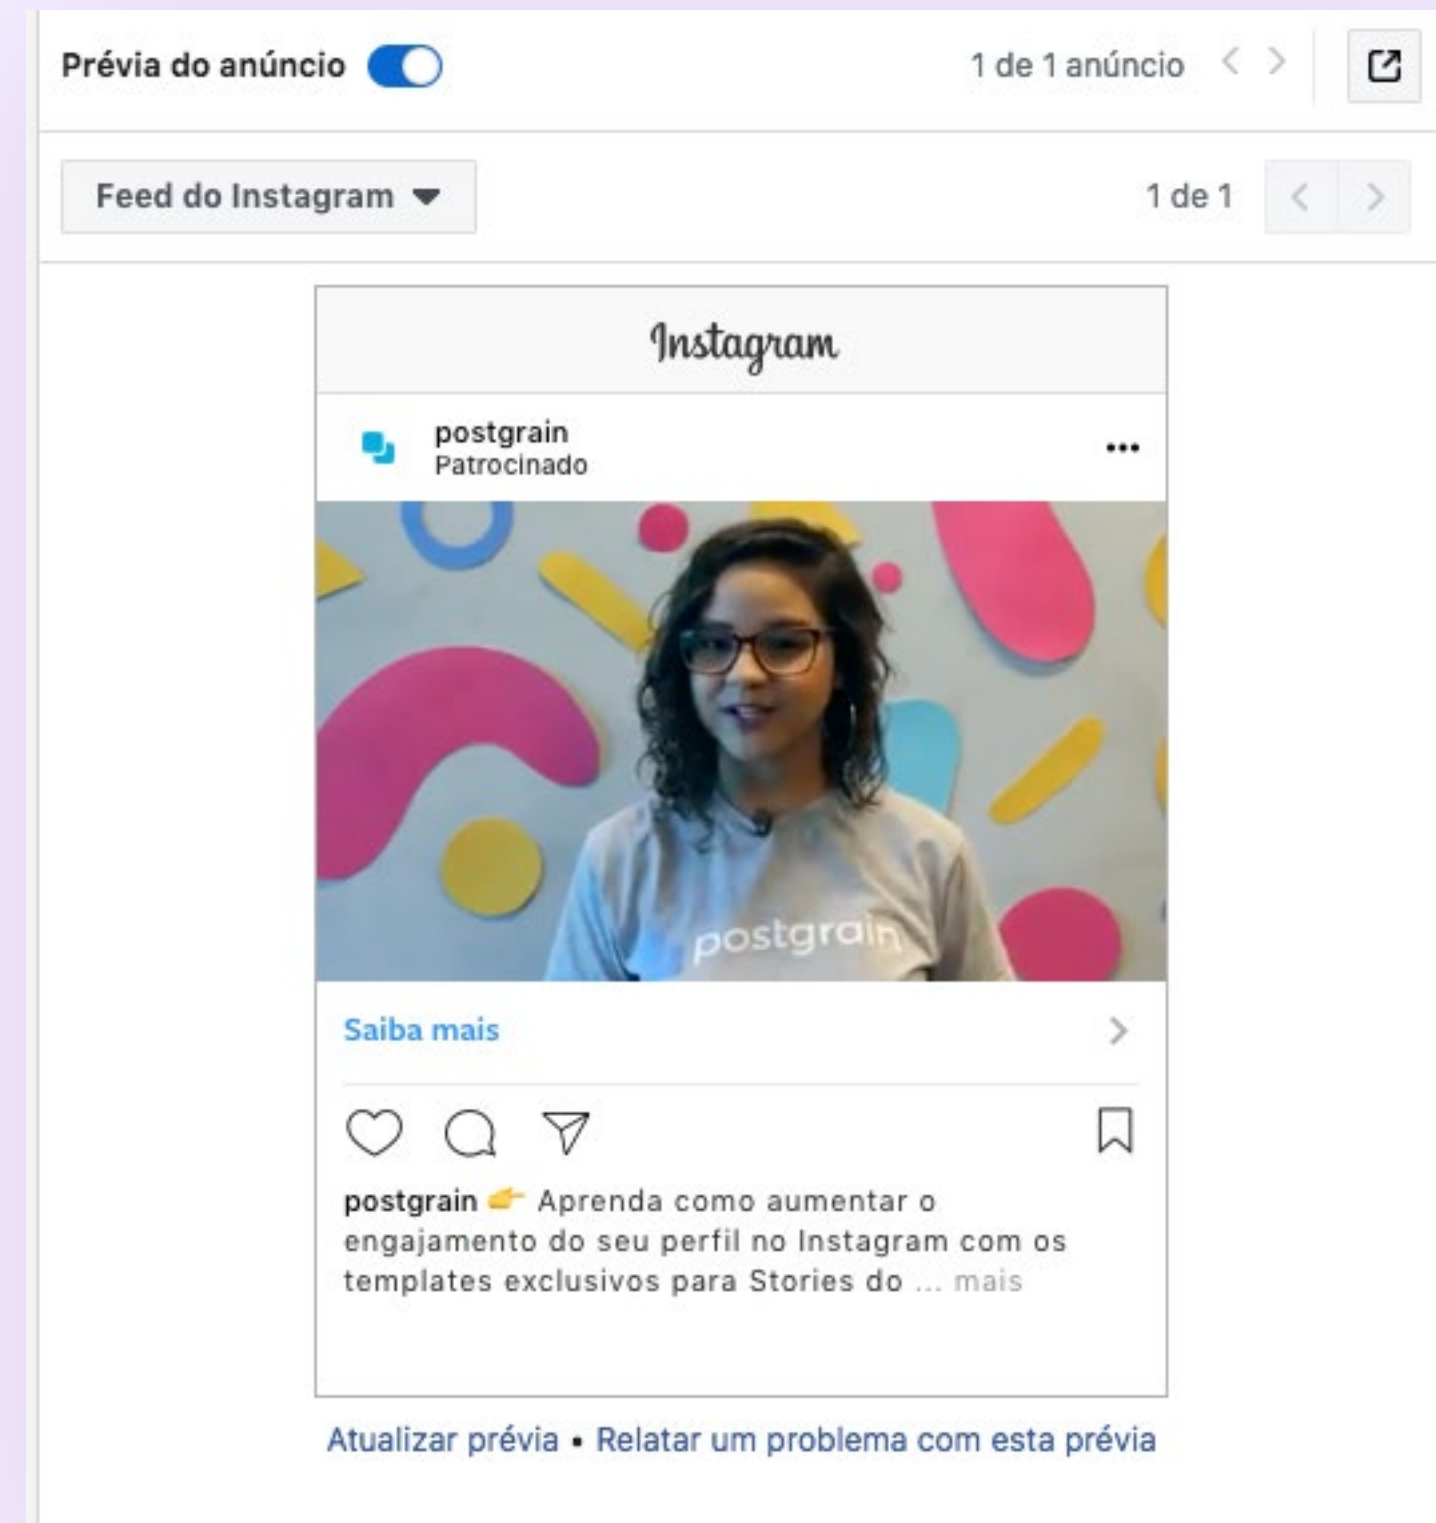 Prévia do anúncio
1 de 1 anúncio
Feed do Instagram
1 de 1
Instagram
postgrain
Patrocinado
postgrain
Saiba mais
postgrain 👉 Aprenda como aumentar o
engajamento do seu perfil no Instagram com os
templates exclusivos para Stories do ... mais
Atualizar prévia • Relatar um problema com esta prévia